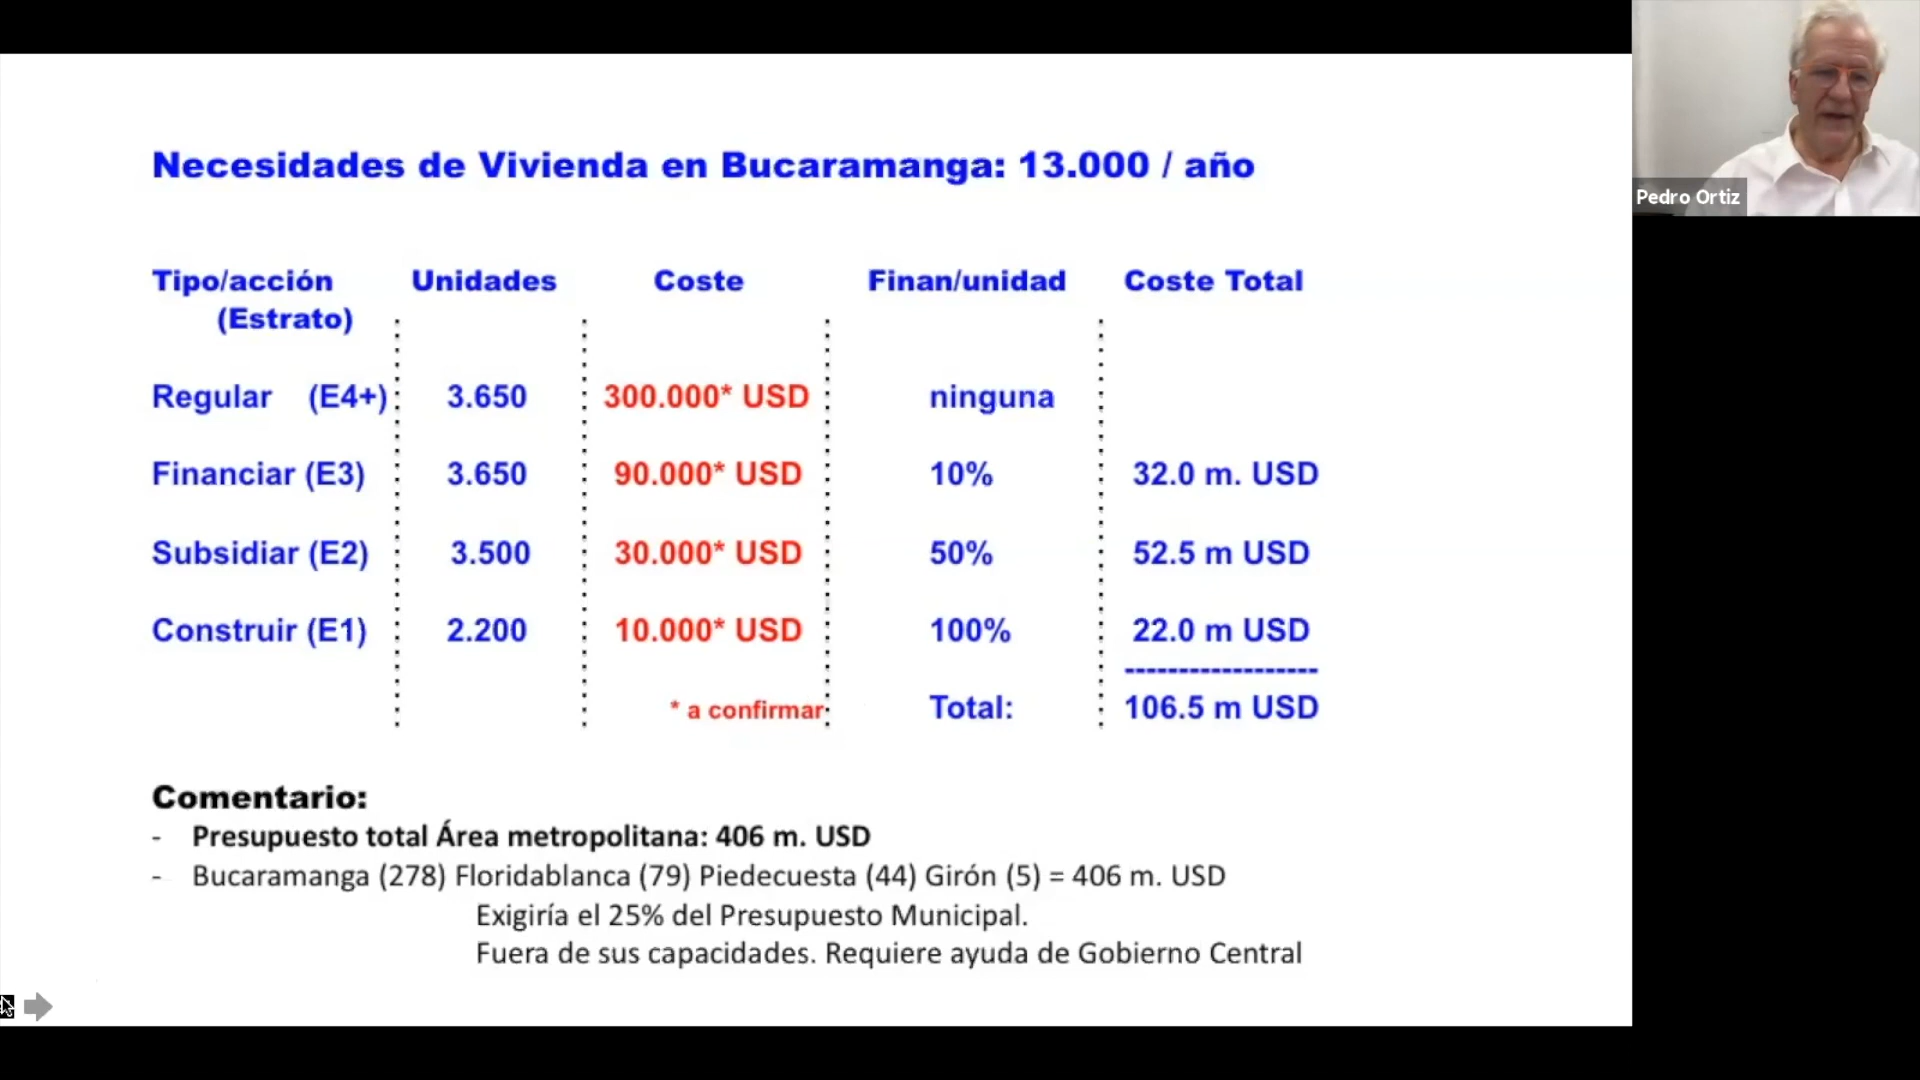 Necesidades de Vivienda en Bucaramanga: 13.000 / año
Tipo/acción Unidades Coste Finan/unidad Coste Total
(Estrato)
Regular (E4+) 3.650 300.000* USD ninguna
Financiar (E3) 3.650 90.000* USD 10% 32.0 m. USD
Subsidiar (E2) 3.500 30.000* USD 50% 52.5 m USD
Construir (E1) 2.200 10.000* USD 100% 22.0 m USD
------------------
* a confirmar Total: 106.5 m USD
Comentario:
- Presupuesto total Área metropolitana: 406 m. USD
- Bucaramanga (278) Floridablanca (79) Piedecuesta (44) Girón (5) = 406 m. USD
Exigiría el 25% del Presupuesto Municipal.
Fuera de sus capacidades. Requiere ayuda de Gobierno Central
Pedro Ortiz